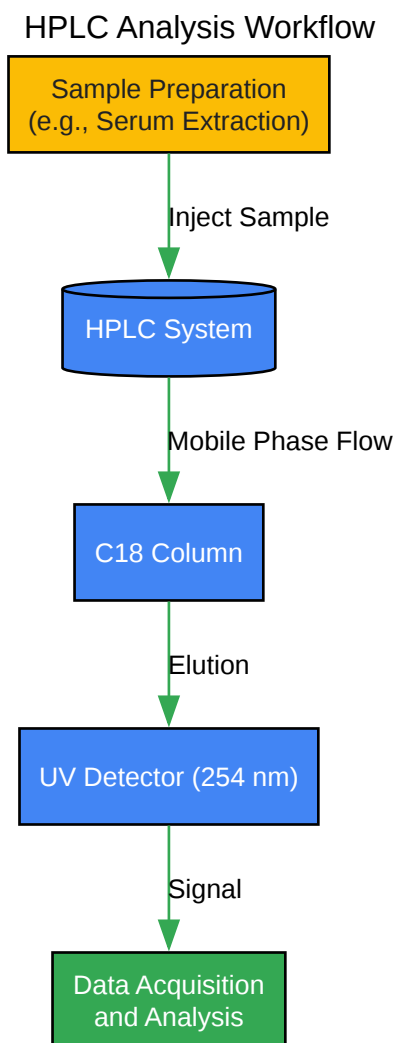 HPLC Analysis Workflow
Sample Preparation
(e.g., Serum Extraction)
Inject Sample
HPLC System
Mobile Phase Flow
C18 Column
Elution
UV Detector (254 nm)
Signal
Data Acquisition
and Analysis